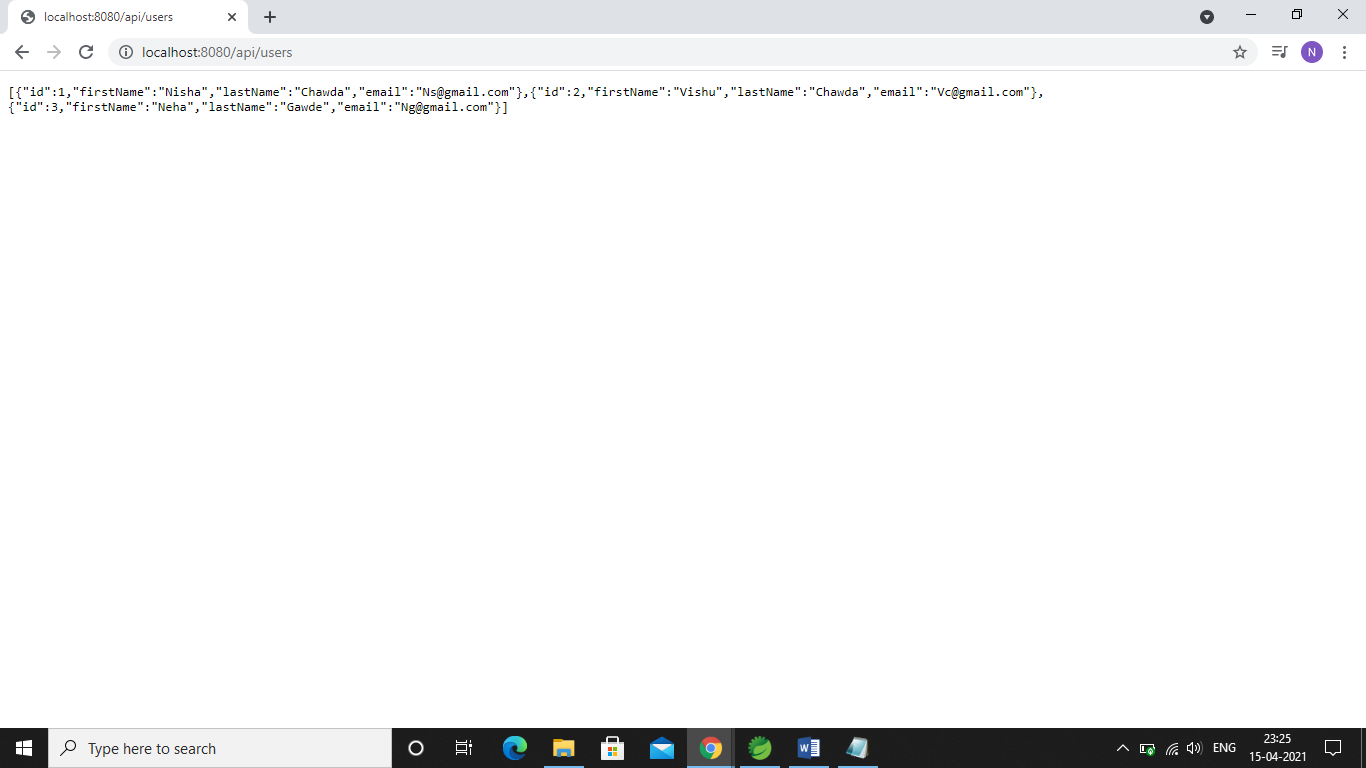 localhost:8080/api/users
localhost:8080/api/users
N
[{"id":1,"firstName":"Nisha","lastName":"Chawda","email":"Ns@gmail.com"},{"id":2,"firstName":"Vishu","lastName":"Chawda","email":"Vc@gmail.com"},
{"id":3,"firstName":"Neha","lastName":"Gawde","email":"Ng@gmail.com"}]
Type here to search
W
ENG
23:25
15-04-2021